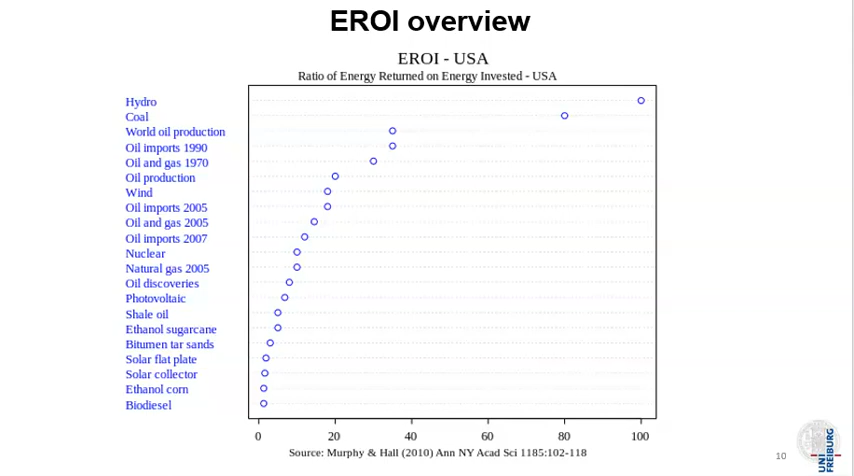 EROI overview
EROI - USA
Ratio of Energy Returned on Energy Invested - USA
Hydro
Coal
World oil production
Oil imports 1990
Oil and gas 1970
Oil production
Wind
Oil imports 2005
Oil and gas 2005
Oil imports 2007
Nuclear
Natural gas 2005
Oil discoveries
Photovoltaic
Shale oil
Ethanol sugarcane
Bitumen tar sands
Solar flat plate
Solar collector
Ethanol corn
Biodiesel
0 20 40 60 80 100
Source: Murphy & Hall (2010) Ann NY Acad Sci 1185:102-118
10
UNI
FREIBURG